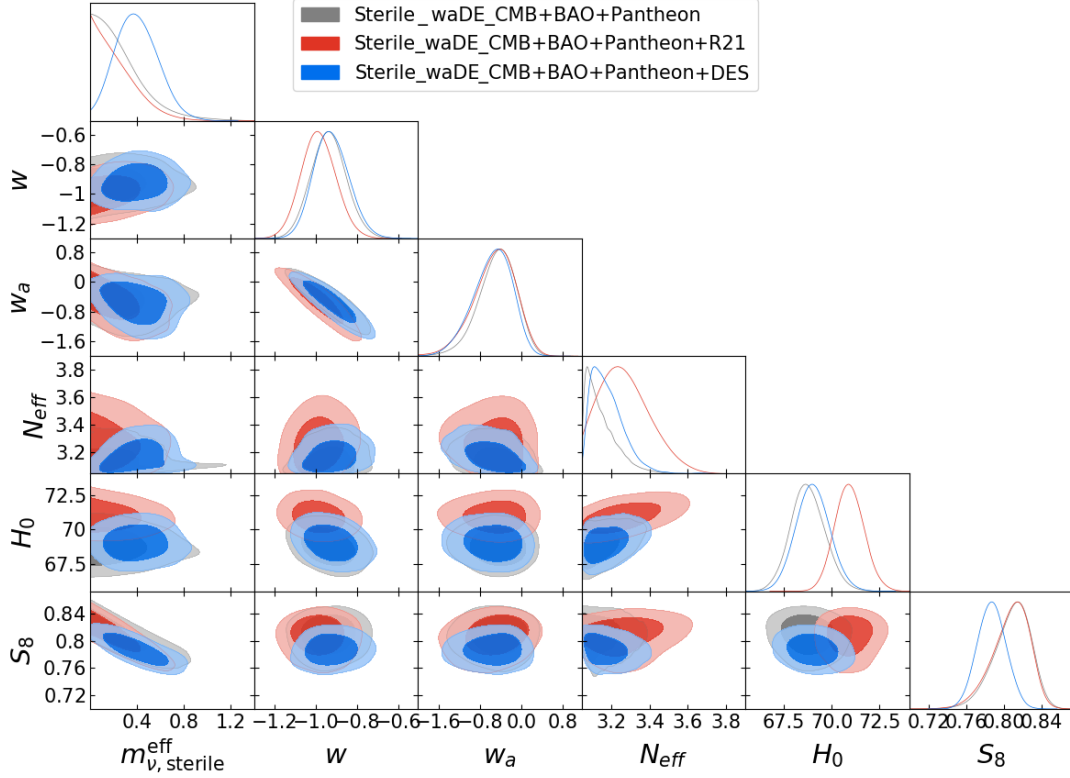 Sterile_waDE_CMB+BAO+Pantheon
Sterile_waDE_CMB+BAO+Pantheon+R21
Sterile_waDE_CMB+BAO+Pantheon+DES
−0.6
−0.8
−1
−1.2
w
0.8
0
−0.8
−1.6
w_a
3.8
3.6
3.4
3.2
N_eff
72.5
70
67.5
H_0
0.84
0.8
0.76
0.72
S_8
0.4 0.8 1.2
−1.2 −1.0 −0.8 −0.6
−1.6 −0.8 0.0 0.8
3.2 3.4 3.6 3.8
67.5 70.0 72.5
0.72 0.76 0.80 0.84
m^eff_ν, sterile
w
w_a
N_eff
H_0
S_8